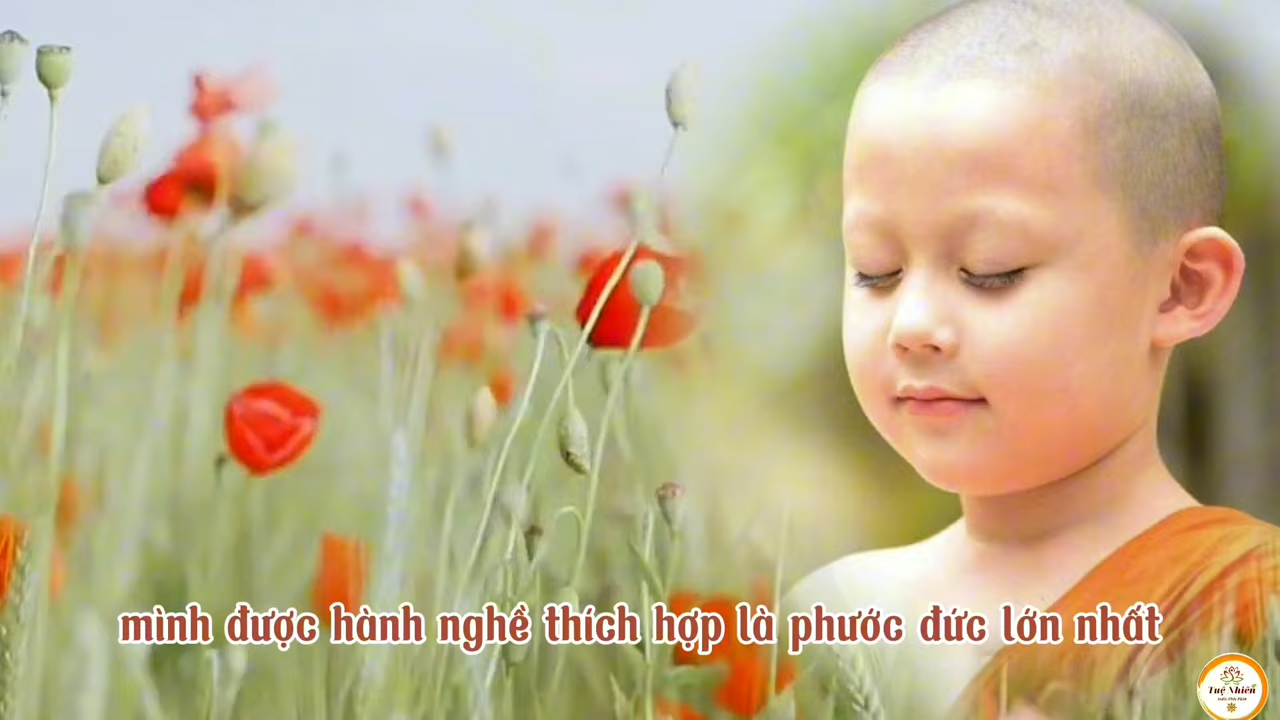 mình được hành nghề thích hợp là phước đức lớn nhất
Tuệ Nhiên